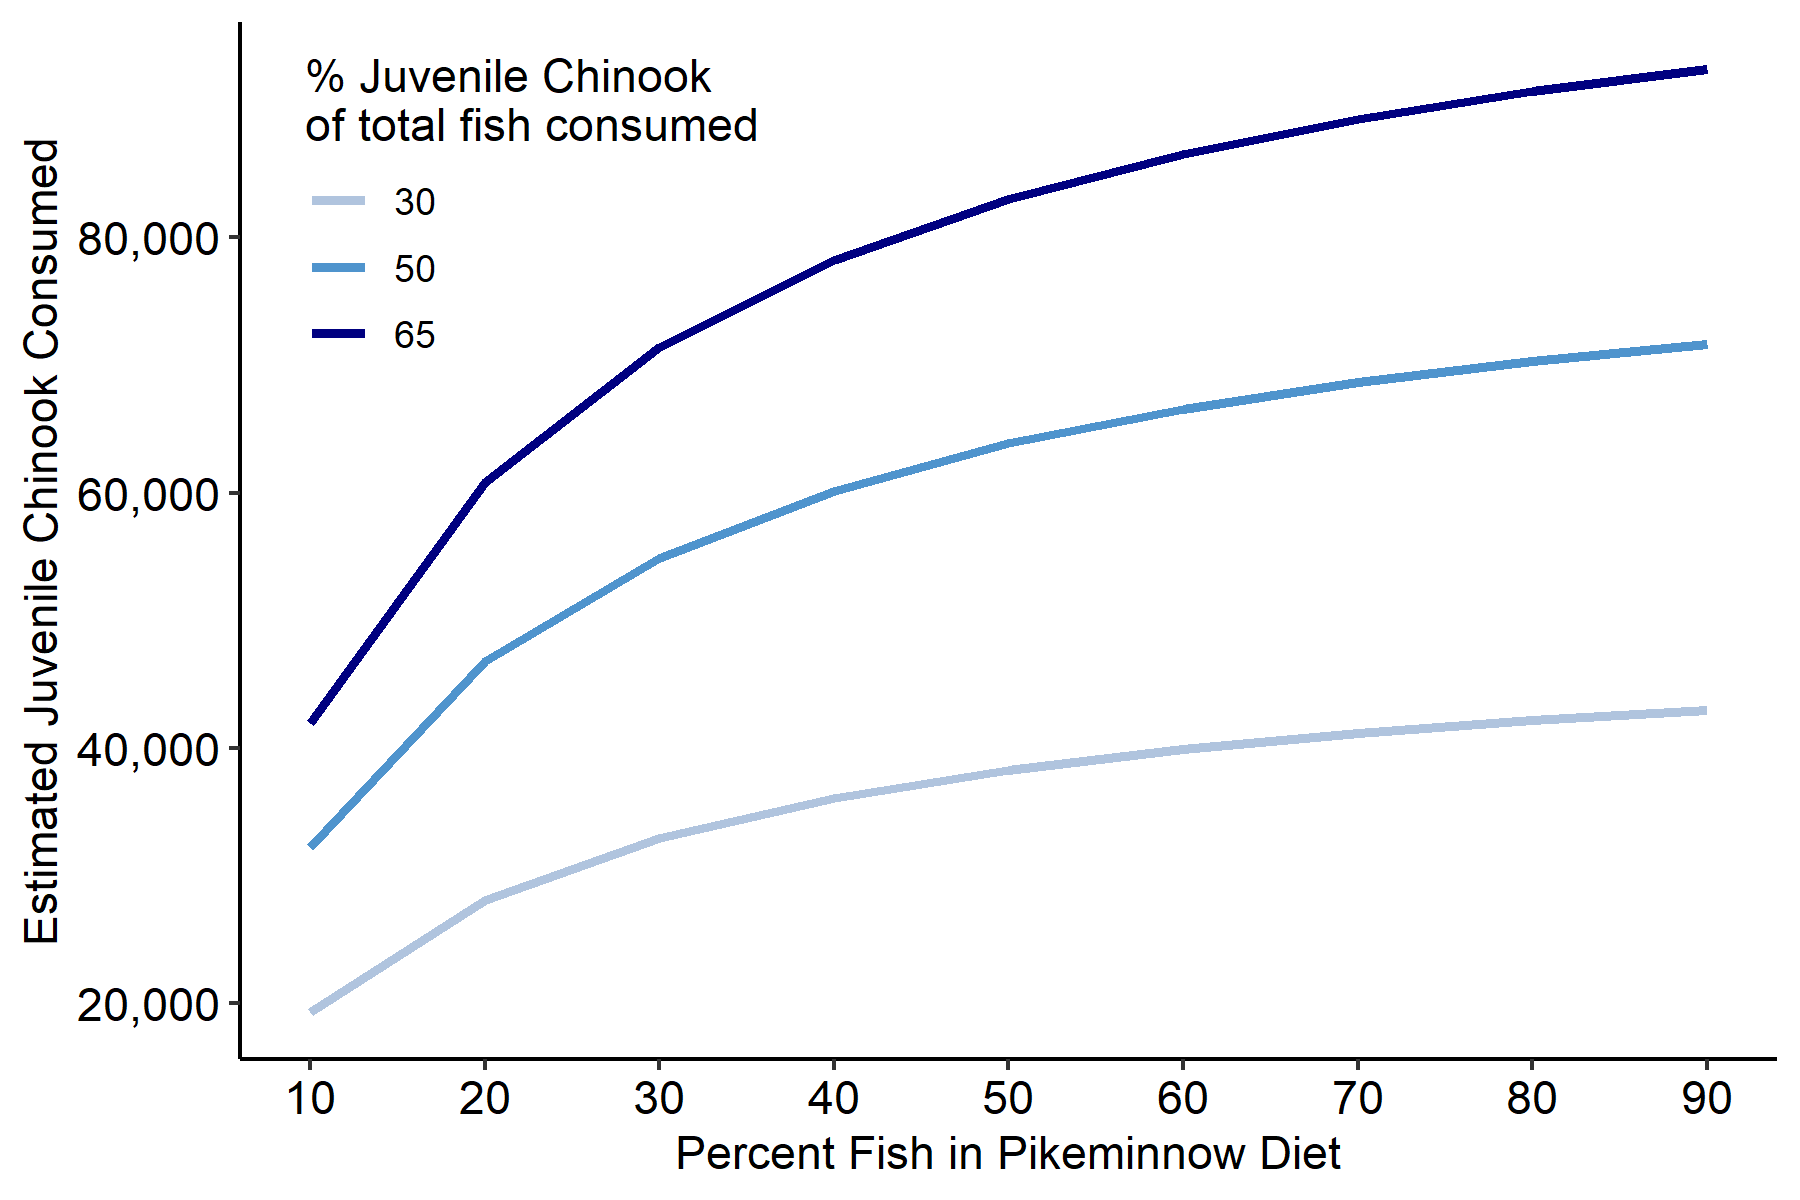 % Juvenile Chinook
of total fish consumed
30
50
65
Estimated Juvenile Chinook Consumed
80,000
60,000
40,000
20,000
10 20 30 40 50 60 70 80 90
Percent Fish in Pikeminnow Diet